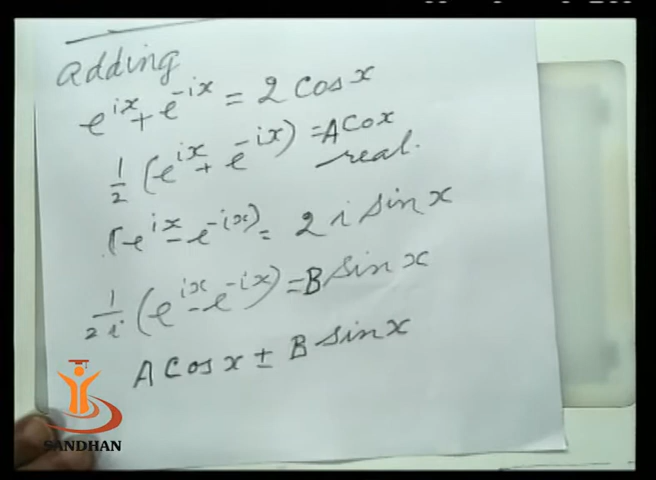 adding
e^{ix} + e^{-ix} = 2 cos x
1/2 (e^{ix} + e^{-ix}) = A Cox
real.
(e^{ix} - e^{-ix}) = 2 i sin x
1/2i (e^{ix} - e^{-ix}) = B sin x
A cos x ± B sin x
SANDHAN